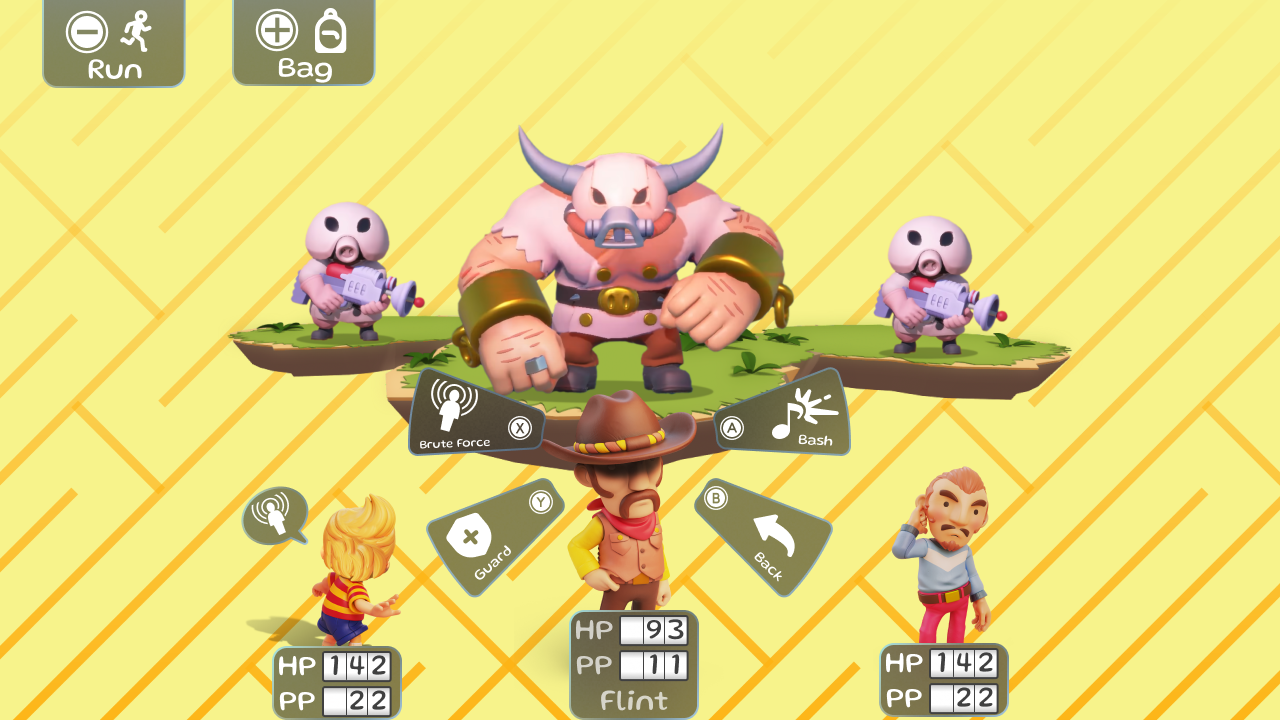 Run
Bag
Brute Force
X
A
Bash
Y
Guard
B
Back
HP 142
PP 22
HP 93
PP 11
Flint
HP 142
PP 22